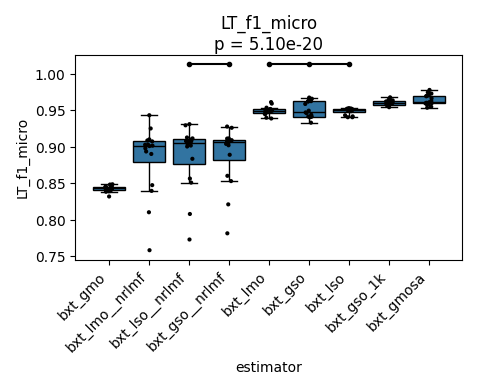 LT_f1_micro
p = 5.10e-20
LT_f1_micro
1.00
0.95
0.90
0.85
0.80
0.75
bxt_gmo
bxt_lmo__nrlmf
bxt_lso__nrlmf
bxt_gso__nrlmf
bxt_lmo
bxt_gso
bxt_lso
bxt_gso_1k
bxt_gmosa
estimator